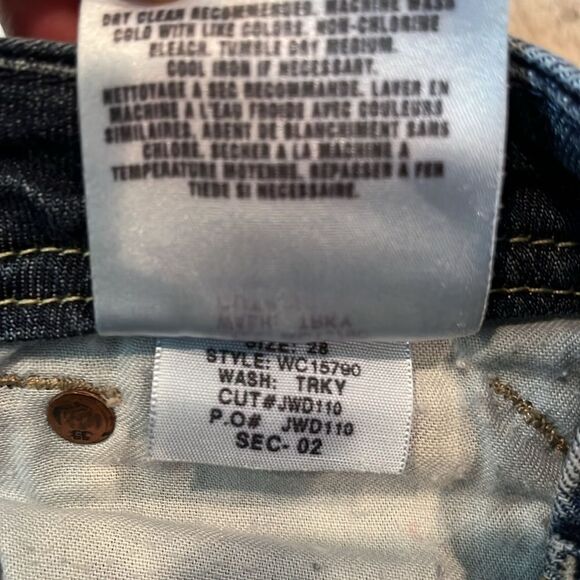 DRY CLEAN RECOMMENDED. MACHINE WASH
COLD WITH LIKE COLORS. NON-CHLORINE
BLEACH. TUMBLE DRY MEDIUM.
COOL IRON IF NECESSARY.
NETTOYAGE A SEC RECOMMANDE. LAVER EN
MACHINE A L'EAU FROIDE AVEC COULEURS
SIMILAIRES. AGENT DE BLANCHIMENT SANS
CHLORE. SECHER A LA MACHINE A
TEMPERATURE MOYENNE. REPASSER A FER
TIEDE SI NECESSAIRE.
SIZE: 28
STYLE: WC15790
WASH: TRKY
CUT#JWD110
P.O# JWD110
SEC- 02